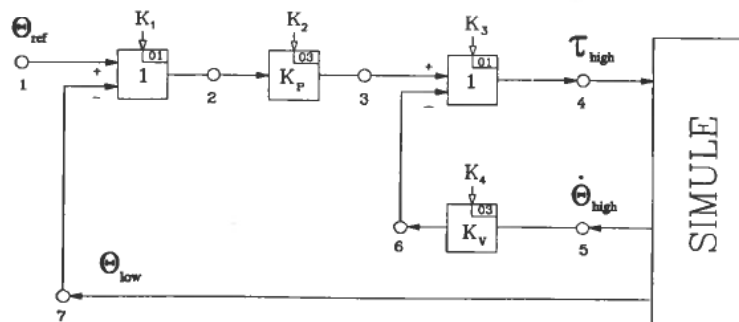 Θref
K1
K2
K3
τhigh
01
03
01
+
-
1
KP
+
-
1
1
2
3
4
K4
Θ̇high
03
KV
6
5
Θlow
7
SIMULE